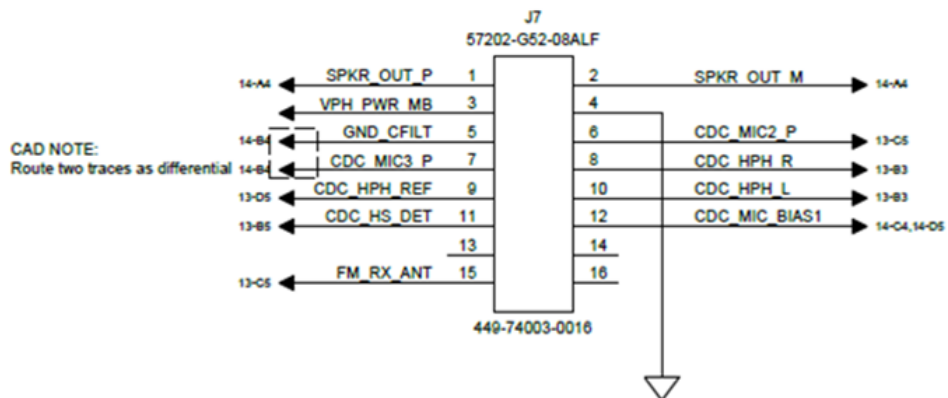 J7
57202-G52-08ALF
14-A4 SPKR_OUT_P 1 2 SPKR_OUT_M 14-A4
VPH_PWR_MB 3 4
14-B4 GND_CFILT 5 6 CDC_MIC2_P 13-C5
CAD NOTE:
Route two traces as differential 14-B4 CDC_MIC3_P 7 8 CDC_HPH_R 13-B3
13-D5 CDC_HPH_REF 9 10 CDC_HPH_L 13-B3
13-B5 CDC_HS_DET 11 12 CDC_MIC_BIAS1 14-C4,14-D5
13 14
13-C5 FM_RX_ANT 15 16
449-74003-0016